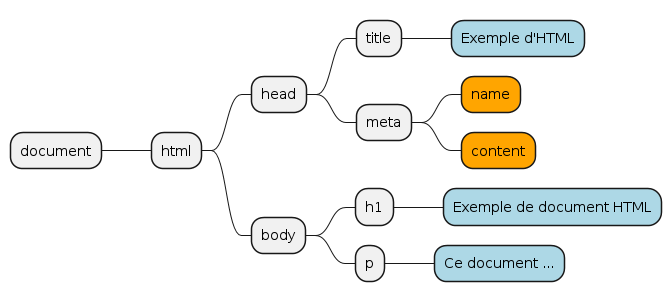 document
html
head
title
Exemple d'HTML
meta
name
content
body
h1
Exemple de document HTML
p
Ce document ...